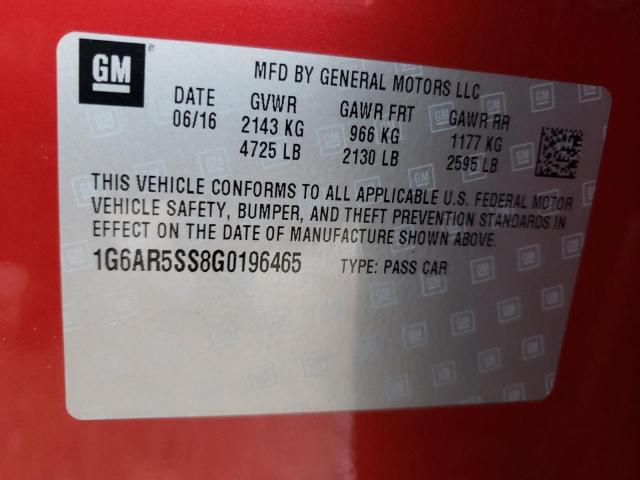 GM ®
MFD BY GENERAL MOTORS LLC
DATE GVWR GAWR FRT GAWR RR
06/16 2143 KG 966 KG 1177 KG
4725 LB 2130 LB 2595 LB
THIS VEHICLE CONFORMS TO ALL APPLICABLE U.S. FEDERAL MOTOR
VEHICLE SAFETY, BUMPER, AND THEFT PREVENTION STANDARDS IN
EFFECT ON THE DATE OF MANUFACTURE SHOWN ABOVE.
1G6AR5SS8G0196465 TYPE: PASS CAR